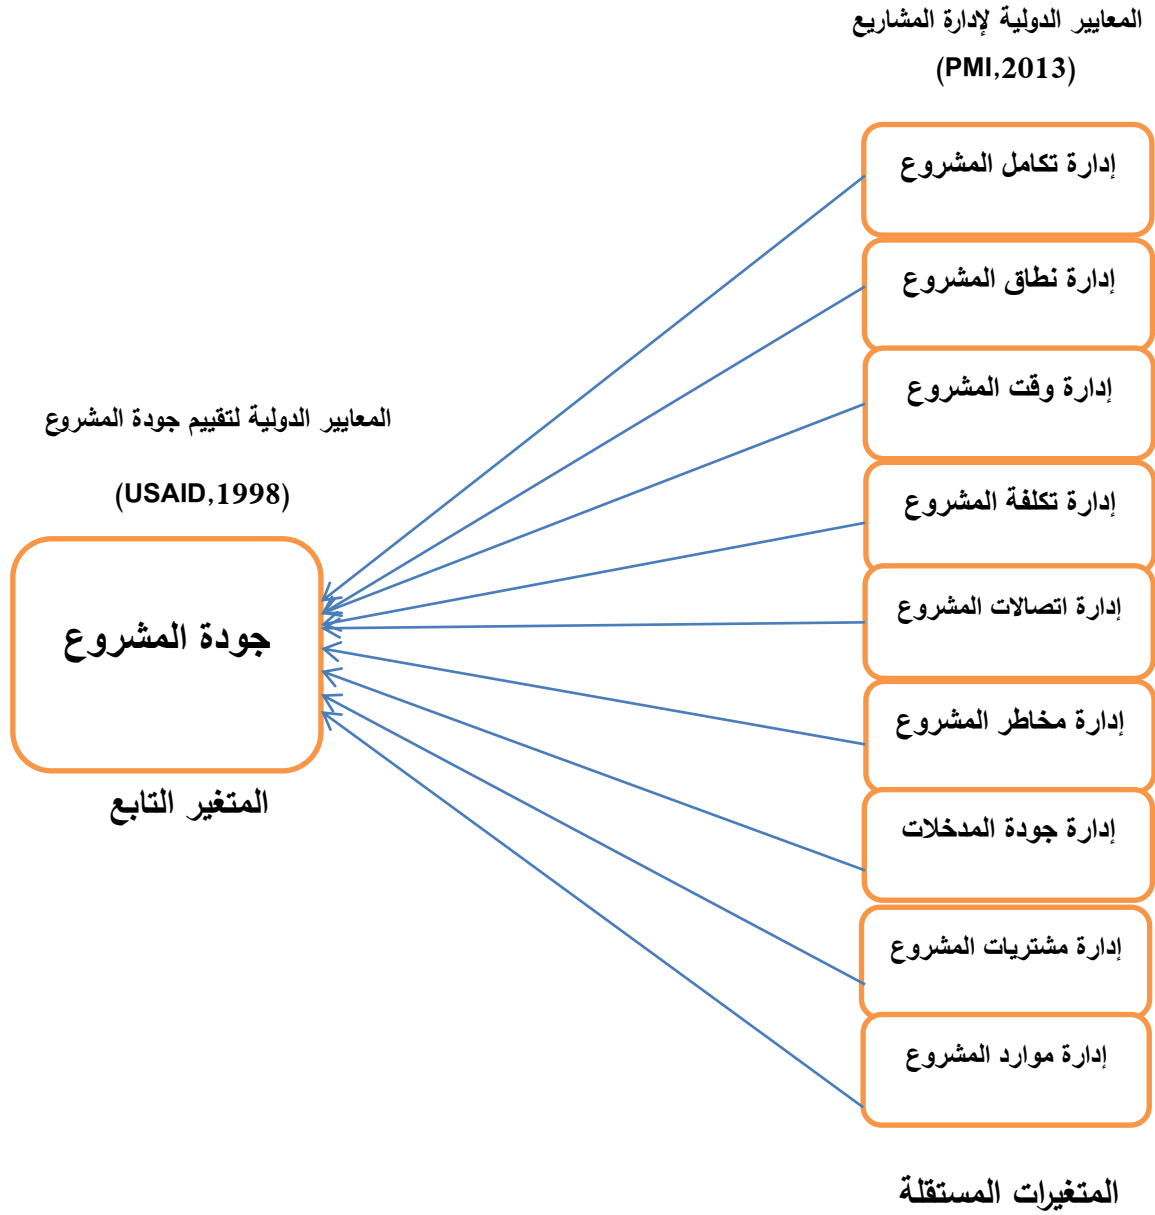 المعايير الدولية لإدارة المشاريع
(PMI,2013)
إدارة تكامل المشروع
إدارة نطاق المشروع
إدارة وقت المشروع
إدارة تكلفة المشروع
إدارة اتصالات المشروع
إدارة مخاطر المشروع
إدارة جودة المدخلات
إدارة مشتريات المشروع
إدارة موارد المشروع
المتغيرات المستقلة
المعايير الدولية لتقييم جودة المشروع
(USAID,1998)
جودة المشروع
المتغير التابع